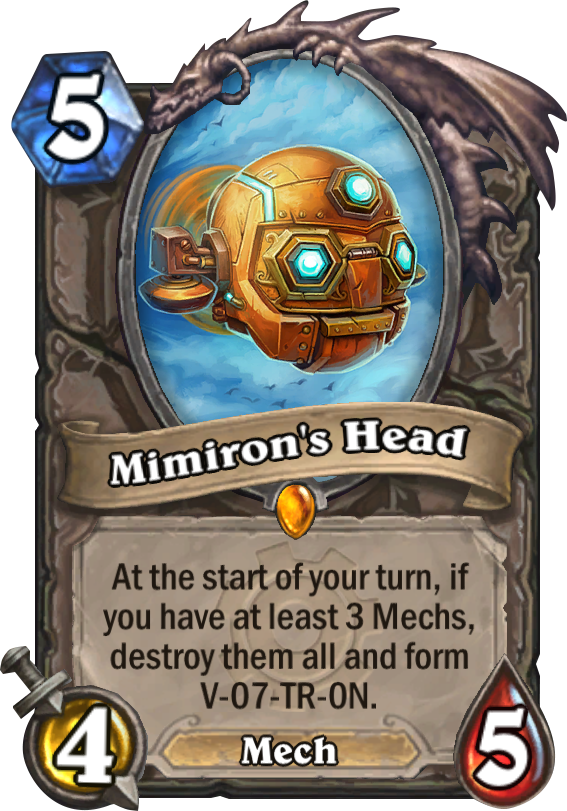 5
Mimiron's Head
At the start of your turn, if
you have at least 3 Mechs,
destroy them all and form
V-07-TR-0N.
Mech
4
5